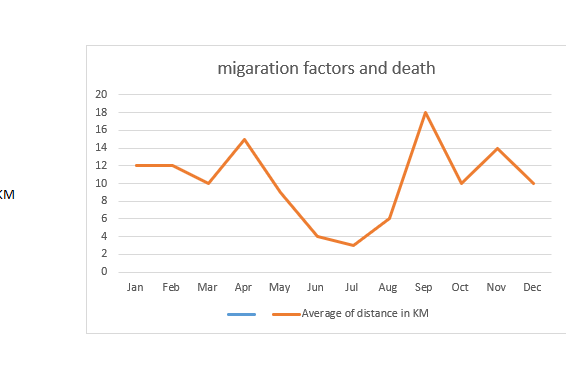 migaration factors and death
20
18
16
14
12
10
8
6
4
2
0
KM
Jan Feb Mar Apr May Jun Jul Aug Sep Oct Nov Dec
Average of distance in KM